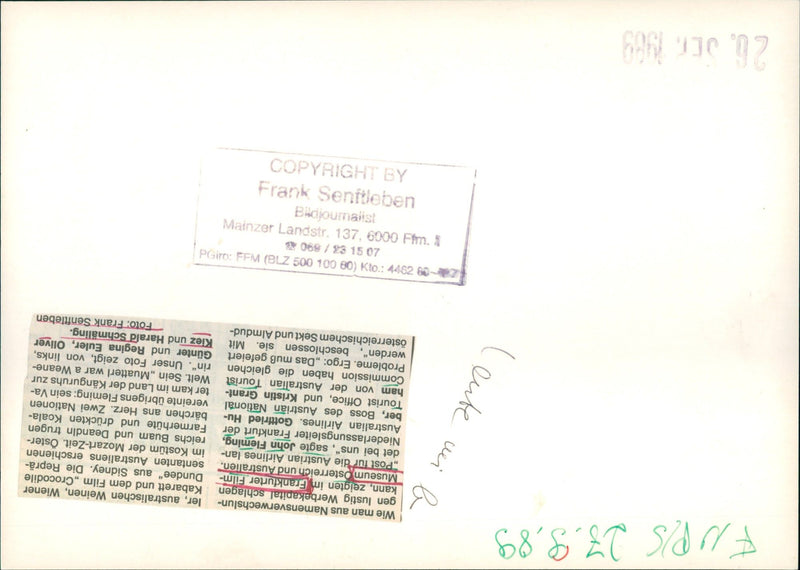 26. SEP. 1989
COPYRIGHT BY
Frank Senftleben
Bildjournalist
Mainzer Landstr. 137, 6000 Ffm. 1
☎ 069 / 23 15 07
PGiro: FFM (BLZ 500 100 60) Kto.:
Wie man aus Namensverwechslun-
gen lustig Werbekapital schlagen
kann, zeigten im Frankfurter Film-
Museum Österreich und Australien.
„Post für die Austrian Airlines lan-
det bei uns“, sagte John Fleming,
Niederlassungsleiter Frankfurt der
Australian Airlines. Gottfried Hu-
ber, Boss des Austrian National
Tourist Office, und Kristin Grant-
ham von der Australian Tourist
Commission haben die gleichen
Probleme. Ergo: „Das muß gefeiert
werden“, beschlossen sie. Mit
österreichischem Sekt und Almdud-
ler, australischen Weinen, Wiener
Kabarett und dem Film „Crocodile
Dundee“ aus Sidney. Die Reprä-
sentanten Australiens erschienen
im Kostüm der Mozart-Zeit. Öster-
reichs Buam und Deandln trugen
Farmerhüte und drückten Koala-
bärchen ans Herz. Zwei Nationen
vereinte übrigens Fleming: sein Va-
ter kam im Land der Känguruhs zur
Welt. Sein „Mutterl war a Weane-
rin“. Unser Foto zeigt, von links,
Günter und Regina Euler, Oliver
Kiez und Harald Schmäling.
Foto: Frank Senftleben
FNP/S 27.9.89